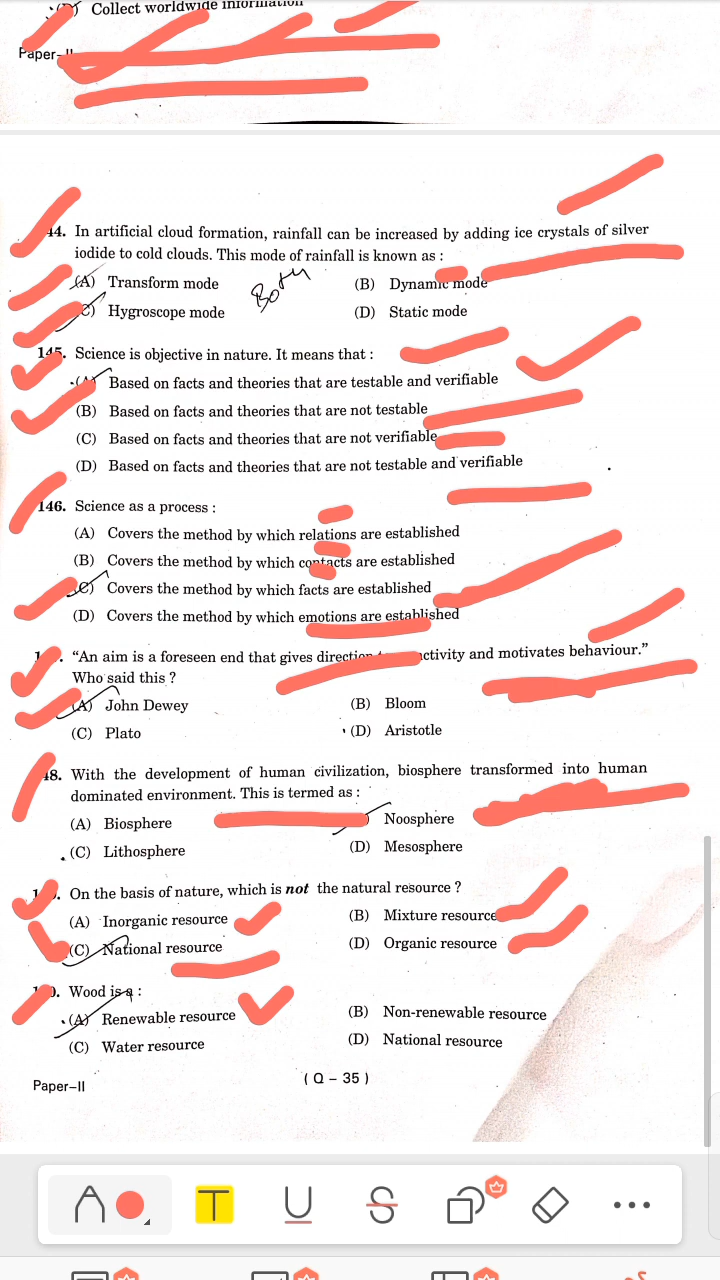 Collect worldwide information
Paper-II
44. In artificial cloud formation, rainfall can be increased by adding ice crystals of silver
iodide to cold clouds. This mode of rainfall is known as :
(A) Transform mode
Both
(B) Dynamic mode
(C) Hygroscope mode
(D) Static mode
145. Science is objective in nature. It means that :
(A) Based on facts and theories that are testable and verifiable
(B) Based on facts and theories that are not testable
(C) Based on facts and theories that are not verifiable
(D) Based on facts and theories that are not testable and verifiable
146. Science as a process :
(A) Covers the method by which relations are established
(B) Covers the method by which contacts are established
(C) Covers the method by which facts are established
(D) Covers the method by which emotions are established
“An aim is a foreseen end that gives direction activity and motivates behaviour.”
Who said this ?
(A) John Dewey
(B) Bloom
(C) Plato
(D) Aristotle
48. With the development of human civilization, biosphere transformed into human
dominated environment. This is termed as :
(A) Biosphere
Noosphere
(C) Lithosphere
(D) Mesosphere
On the basis of nature, which is not the natural resource ?
(A) Inorganic resource
(B) Mixture resource
(C) National resource
(D) Organic resource
Wood is a :
(A) Renewable resource
(B) Non-renewable resource
(C) Water resource
(D) National resource
Paper–II
( Q – 35 )
A T U S